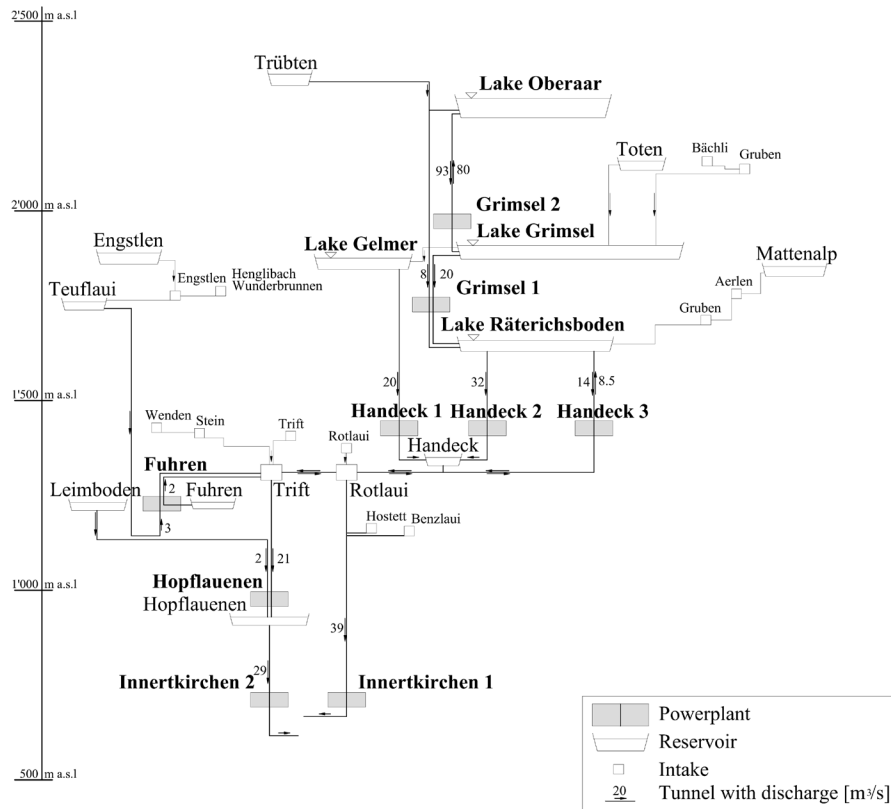 2'500 m a.s.l
Trübten
Lake Oberaar
Toten
Bächli
Gruben
93 80
2'000 m a.s.l
Grimsel 2
Lake Grimsel
Engstlen
Lake Gelmer
Mattenalp
Engstlen
Henglibach
Wunderbrunnen
8 20
Teuflaui
Grimsel 1
Aerlen
Gruben
Lake Räterichsboden
20 32 14 8.5
1'500 m a.s.l
Handeck 1 Handeck 2 Handeck 3
Wenden
Stein
Trift
Rotlaui
Handeck
Fuhren
Leimboden
2
Fuhren
Trift
Rotlaui
3
Hostett
Benzlaui
2 21
1'000 m a.s.l
Hopflauenen
Hopflauenen
39
29
Innertkirchen 2 Innertkirchen 1
500 m a.s.l
Powerplant
Reservoir
Intake
20 Tunnel with discharge [m³/s]